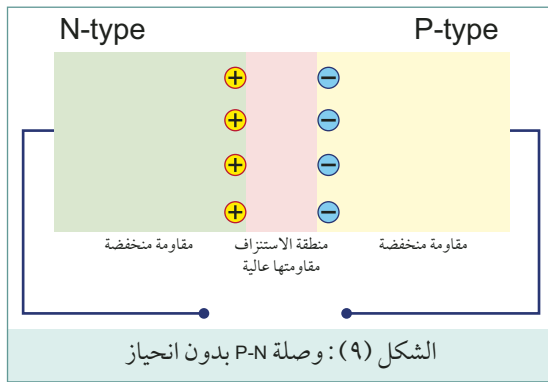 N-type P-type
+ −
+ −
+ −
+ −
مقاومة منخفضة منطقة الاستنزاف مقاومة منخفضة
مقاومتها عالية
الشكل (٩): وصلة P-N بدون انحياز